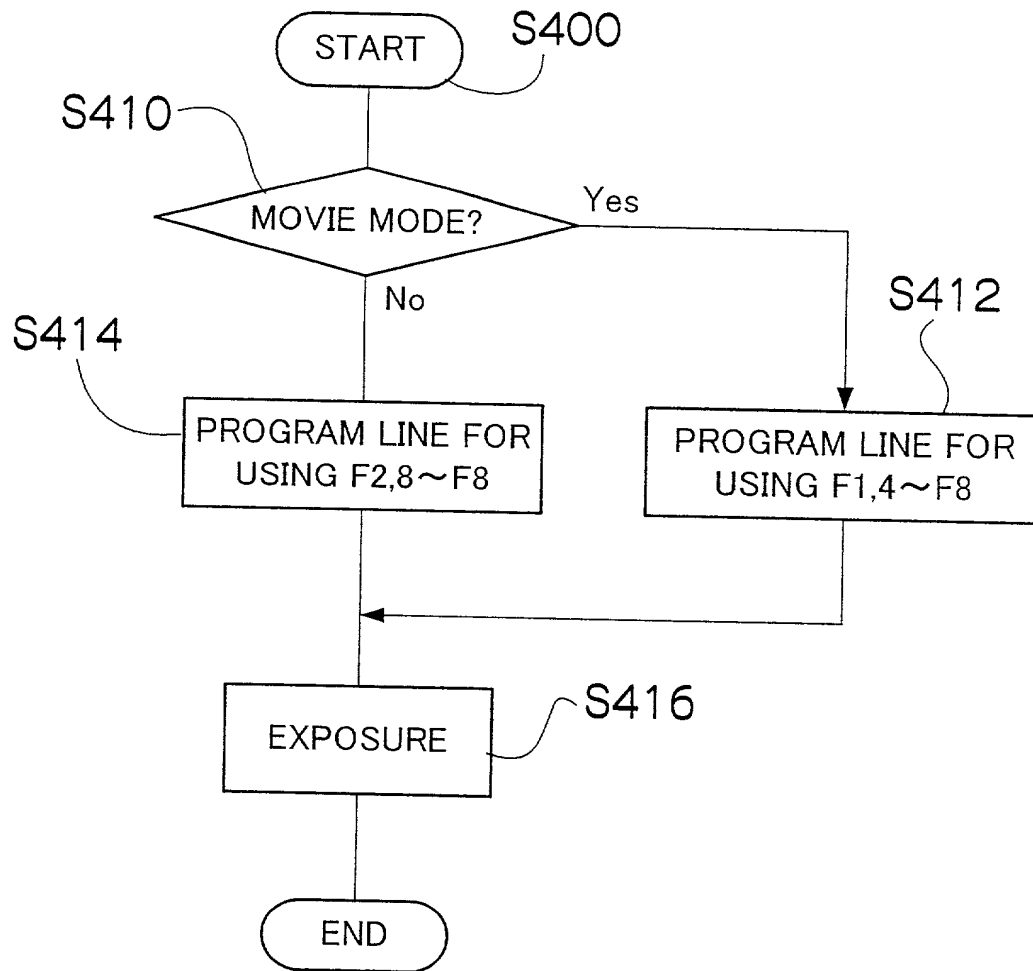 START
S400
S410
MOVIE MODE?
Yes
No
S412
S414
PROGRAM LINE FOR
USING F2,8～F8
PROGRAM LINE FOR
USING F1,4～F8
EXPOSURE
S416
END